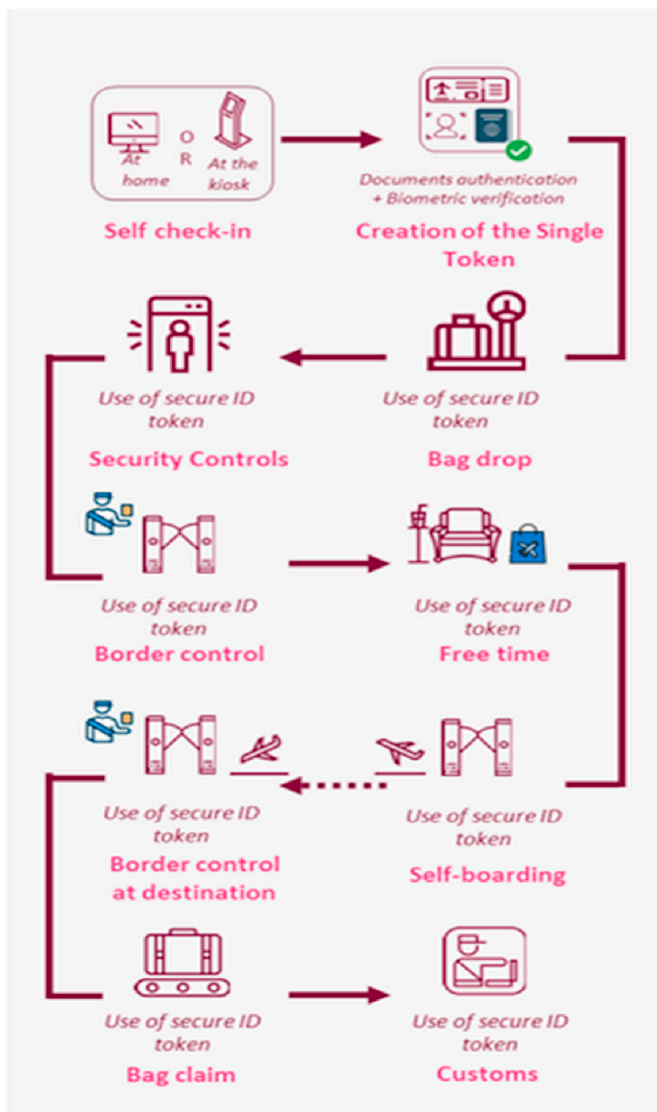 At
home
O
R
At the
kiosk
Self check-in
Documents authentication
+ Biometric verification
Creation of the Single
Token
Use of secure ID
token
Bag drop
Use of secure ID
token
Security Controls
Use of secure ID
token
Border control
Use of secure ID
token
Free time
Use of secure ID
token
Self-boarding
Use of secure ID
token
Border control
at destination
Use of secure ID
token
Bag claim
Use of secure ID
token
Customs